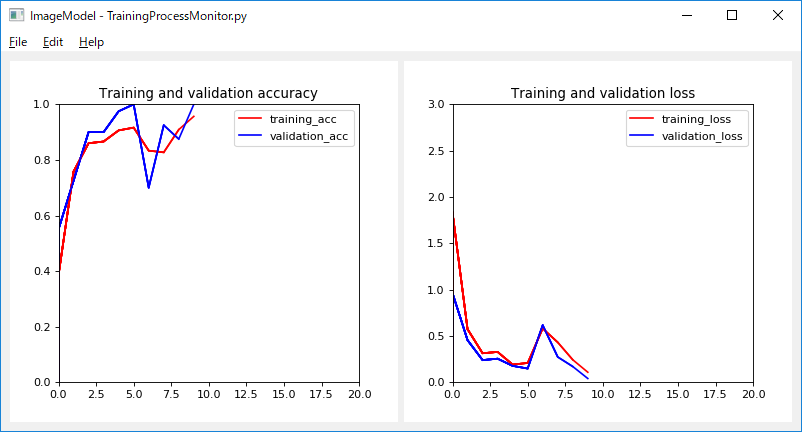 ImageModel - TrainingProcessMonitor.py
File Edit Help
Training and validation accuracy
1.0
0.8
0.6
0.4
0.2
0.0
0.0 2.5 5.0 7.5 10.0 12.5 15.0 17.5 20.0
training_acc
validation_acc
Training and validation loss
3.0
2.5
2.0
1.5
1.0
0.5
0.0
0.0 2.5 5.0 7.5 10.0 12.5 15.0 17.5 20.0
training_loss
validation_loss